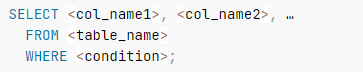 SELECT <col_name1>, <col_name2>, …
FROM <table_name>
WHERE <condition>;